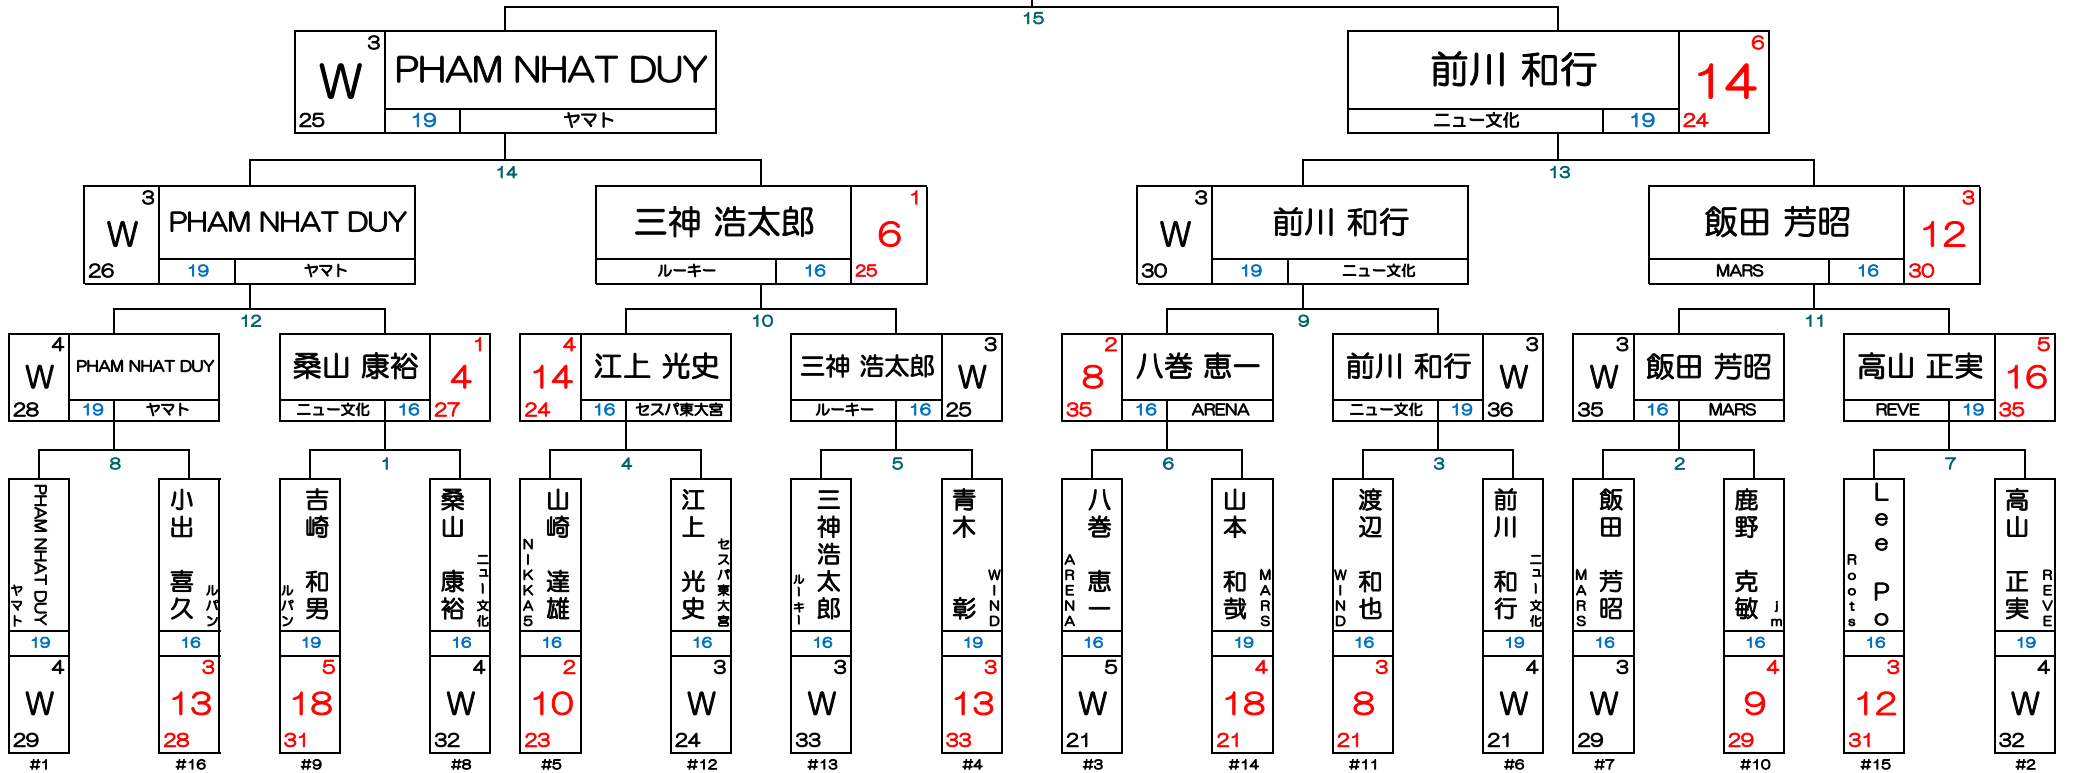 15
3 PHAM NHAT DUY 前川 和行 6
W 14
25 19 ヤマト ニュー文化 19 24
14 13
3 PHAM NHAT DUY 三神 浩太郎 1 3 前川 和行 飯田 芳昭 3
W 6 W 12
26 19 ヤマト ルーキー 16 25 30 19 ニュー文化 MARS 16 30
12 10 9 11
4 PHAM NHAT DUY 桑山 康裕 1 4 江上 光史 三神 浩太郎 3 2 八巻 恵一 前川 和行 3 3 飯田 芳昭 高山 正実 5
W 4 14 W 8 W W 16
28 19 ヤマト ニュー文化 16 27 24 16 セスパ東大宮 ルーキー 16 25 35 16 ARENA ニュー文化 19 36 35 16 MARS REVE 19 35
8 1 4 5 6 3 2 7
PHAM NHAT DUY ヤマト
小出 喜久 ルパン
吉崎 和男 ルパン
桑山 康裕 ニュー文化
山崎 達雄 NIKKA5
江上 光史 セスパ東大宮
三神浩太郎 ルーキー
青木 彰 WIND
八巻 恵一 ARENA
山本 和哉 MARS
渡辺 和也 WIND
前川 和行 ニュー文化
飯田 芳昭 MARS
鹿野 克敏 jm
Lee Po Roots
高山 正実 REVE
19 16 19 16 16 16 16 19 16 19 16 19 16 16 16 19
4 3 5 4 2 3 3 3 5 4 3 4 3 4 3 4
W 13 18 W 10 W W 13 W 18 8 W W 9 12 W
29 28 31 32 23 24 33 33 21 21 21 21 29 29 31 32
#1 #16 #9 #8 #5 #12 #13 #4 #3 #14 #11 #6 #7 #10 #15 #2